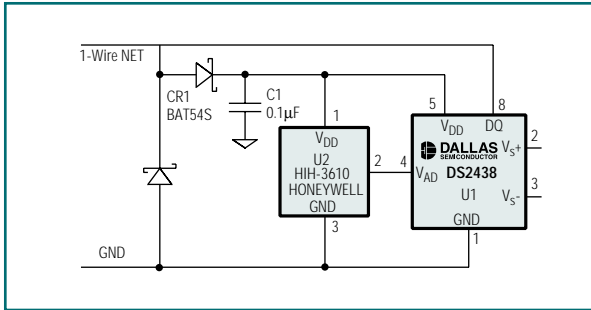 1-Wire NET
CR1
BAT54S
C1
0.1µF
1
VDD
U2
HIH-3610
HONEYWELL
GND
3
2
4
5
8
VDD
DQ
DALLAS
SEMICONDUCTOR
VAD
DS2438
U1
GND
1
VS+
2
VS-
3
GND